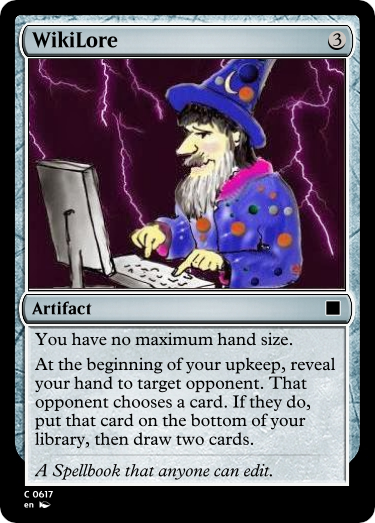 WikiLore 3
Artifact
You have no maximum hand size.
At the beginning of your upkeep, reveal
your hand to target opponent. That
opponent chooses a card. If they do,
put that card on the bottom of your
library, then draw two cards.
A Spellbook that anyone can edit.
C 0617
en